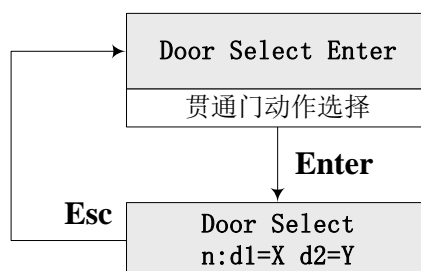 Door Select Enter
贯通门动作选择
Enter
Esc
Door Select
n:d1=X d2=Y